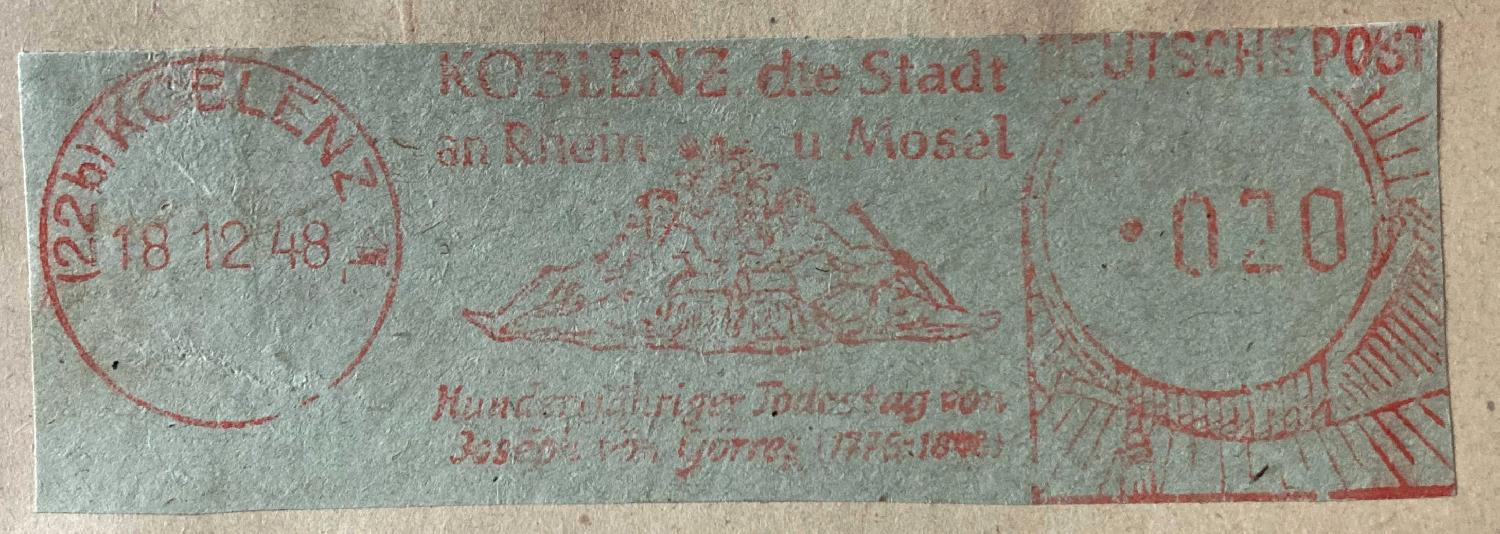 (22b) KOBLENZ
18 12 48
KOBLENZ die Stadt
an Rhein u Mosel
Hundertjähriger Todestag von
Joseph von Görres (1776-1848)
DEUTSCHE POST
020